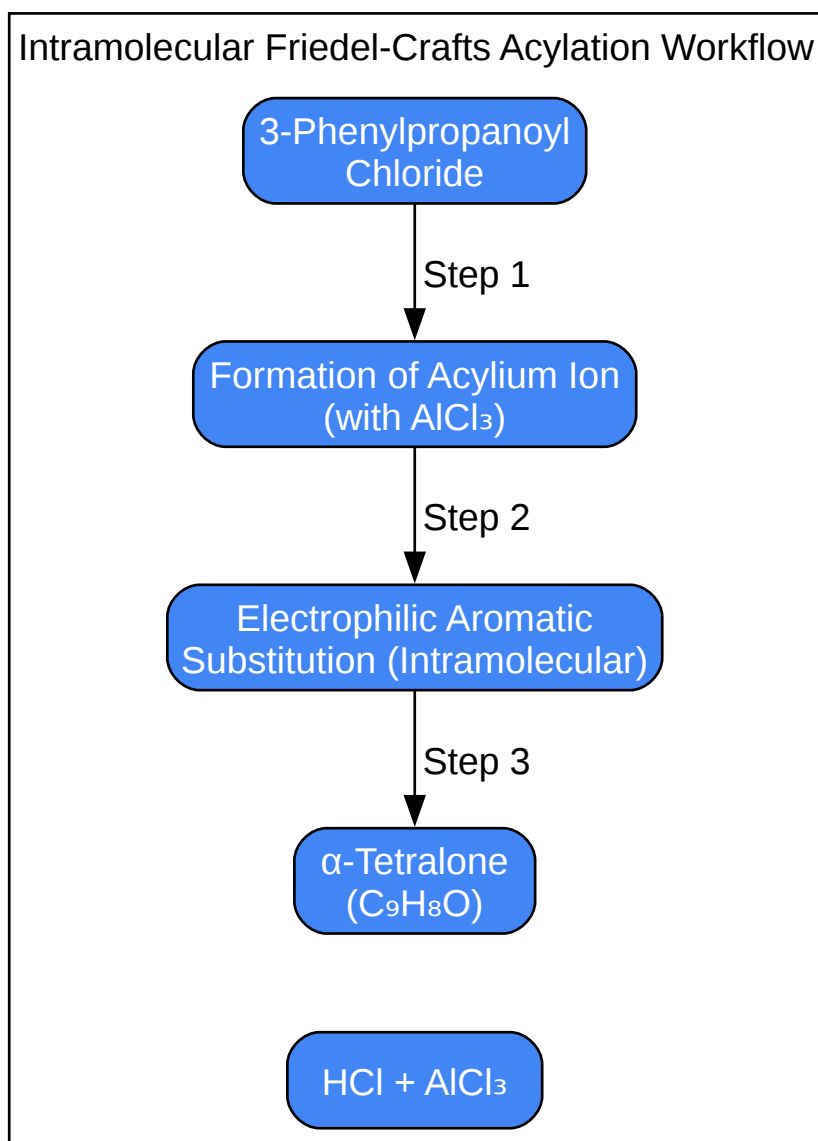 Intramolecular Friedel-Crafts Acylation Workflow
3-Phenylpropanoyl
Chloride
Step 1
Formation of Acylium Ion
(with AlCl₃)
Step 2
Electrophilic Aromatic
Substitution (Intramolecular)
Step 3
α-Tetralone
(C₉H₈O)
HCl + AlCl₃